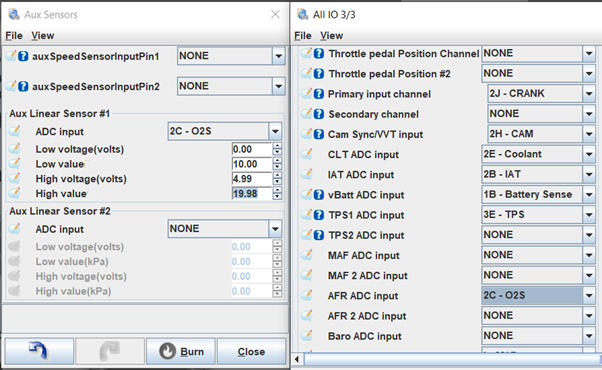 Aux Sensors
File View
auxSpeedSensorInputPin1 NONE
auxSpeedSensorInputPin2 NONE
Aux Linear Sensor #1
ADC input 2C - O2S
Low voltage(volts) 0.00
Low value 10.00
High voltage(volts) 4.99
High value 19.98
Aux Linear Sensor #2
ADC input NONE
Low voltage(volts) 0.00
Low value(kPa) 0.00
High voltage(volts) 0.00
High value(kPa) 0.00
Burn Close
All IO 3/3
File View
Throttle pedal Position Channel NONE
Throttle pedal Position #2 NONE
Primary input channel 2J - CRANK
Secondary channel NONE
Cam Sync/VVT input 2H - CAM
CLT ADC input 2E - Coolant
IAT ADC input 2B - IAT
vBatt ADC input 1B - Battery Sense
TPS1 ADC input 3E - TPS
TPS2 ADC input NONE
MAF ADC input NONE
MAF 2 ADC input NONE
AFR ADC input 2C - O2S
AFR 2 ADC input NONE
Baro ADC input NONE